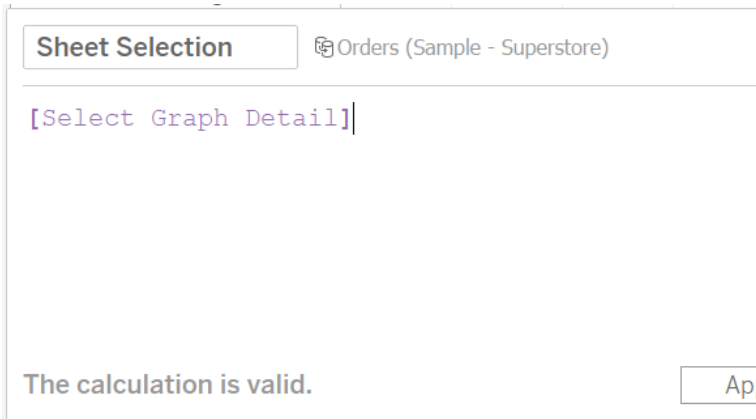 Sheet Selection Orders (Sample - Superstore)
[Select Graph Detail]
The calculation is valid. Ap